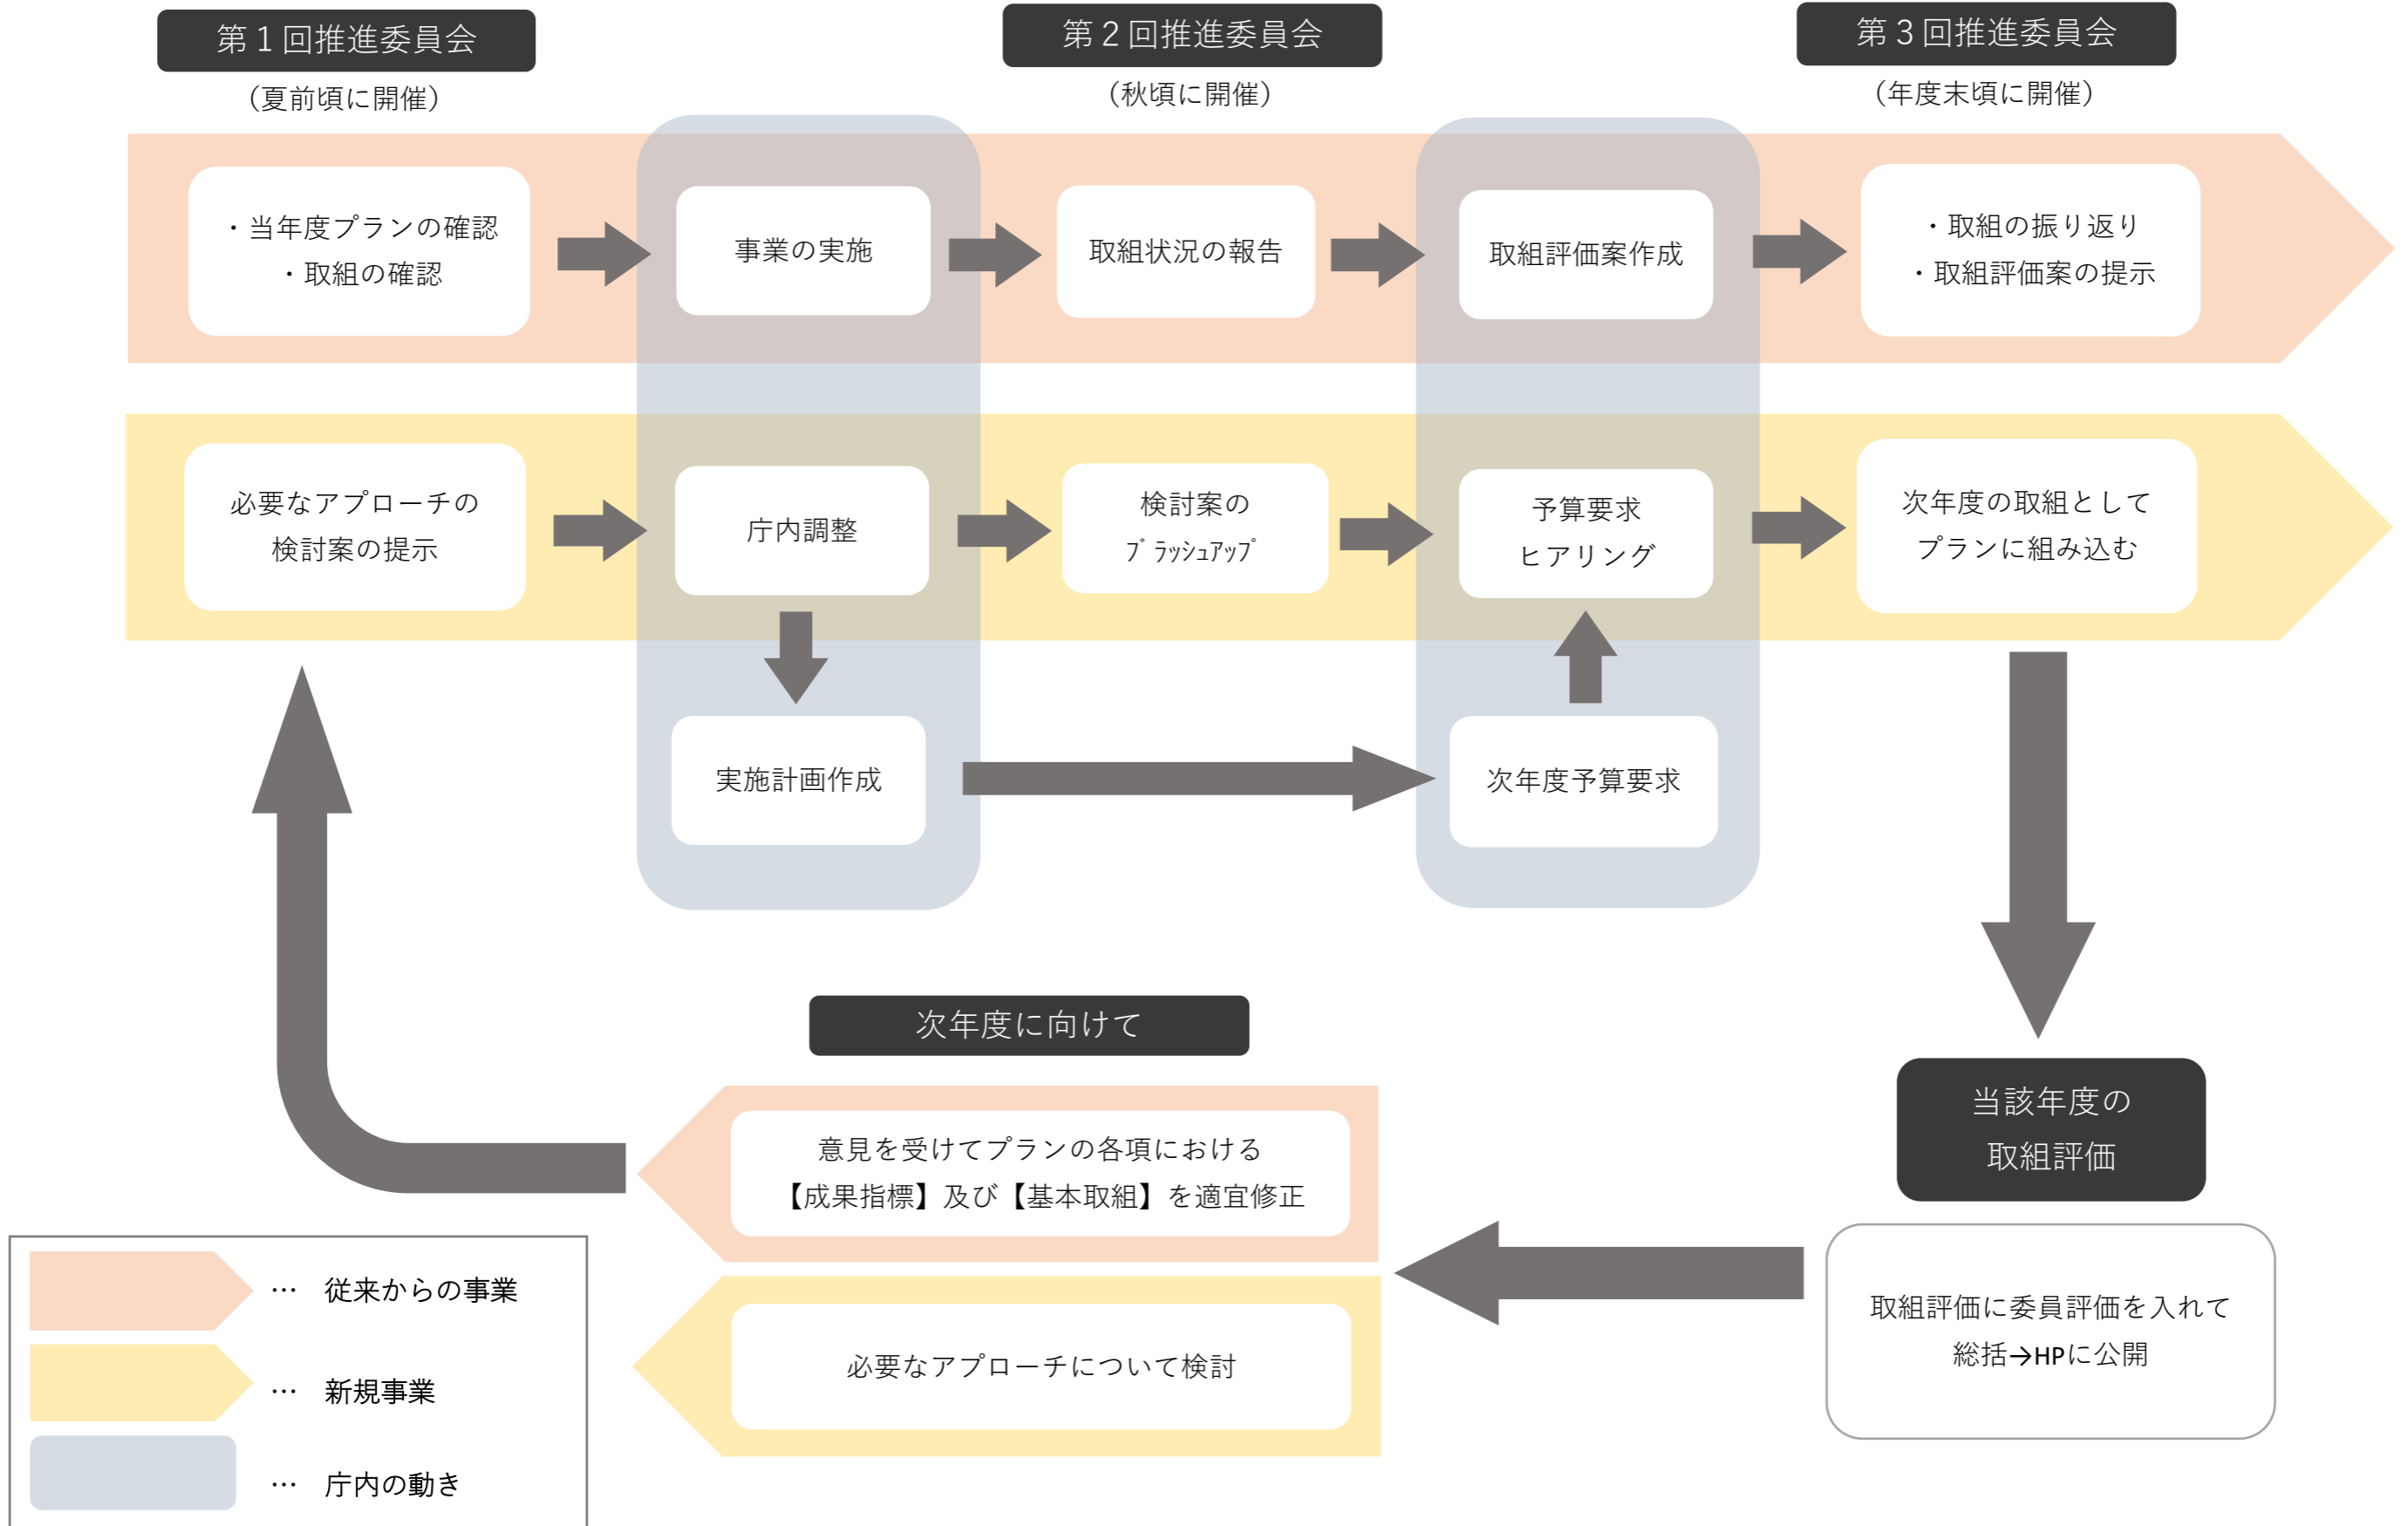 第１回推進委員会
（夏前頃に開催）
第２回推進委員会
（秋頃に開催）
第３回推進委員会
（年度末頃に開催）
・当年度プランの確認
・取組の確認
事業の実施
取組状況の報告
取組評価案作成
・取組の振り返り
・取組評価案の提示
必要なアプローチの
検討案の提示
庁内調整
検討案の
ﾌﾞﾗｯｼｭｱｯﾌﾟ
予算要求
ヒアリング
次年度の取組として
プランに組み込む
実施計画作成
次年度予算要求
当該年度の
取組評価
取組評価に委員評価を入れて
総括→HPに公開
次年度に向けて
意見を受けてプランの各項における
【成果指標】及び【基本取組】を適宜修正
必要なアプローチについて検討
… 従来からの事業
… 新規事業
… 庁内の動き